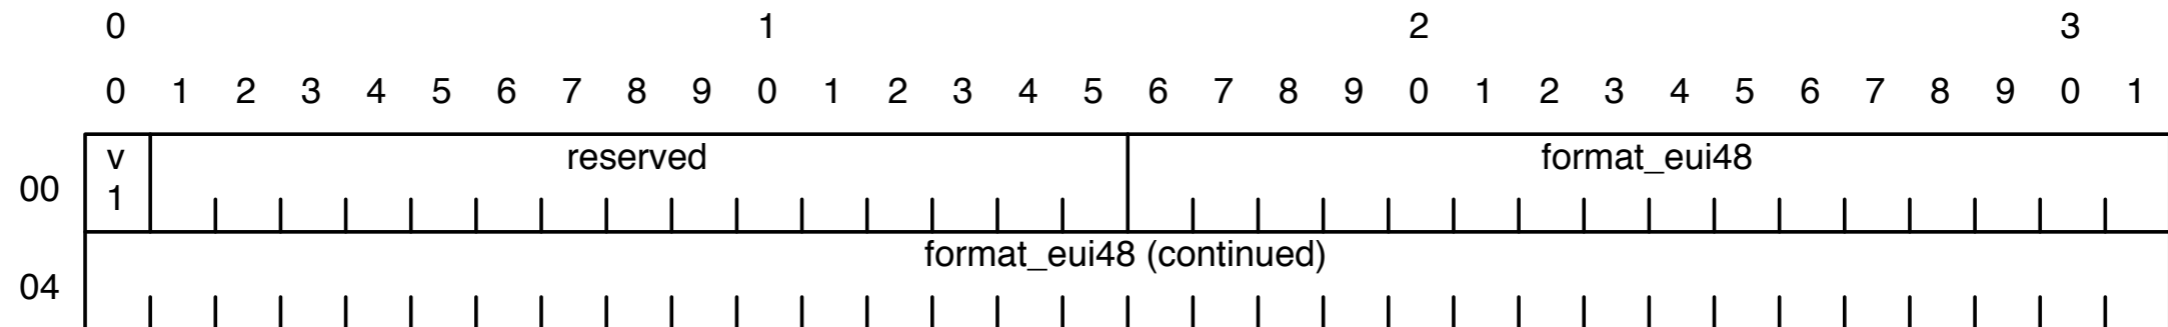 0 1 2 3
0 1 2 3 4 5 6 7 8 9 0 1 2 3 4 5 6 7 8 9 0 1 2 3 4 5 6 7 8 9 0 1
v reserved format_eui48
00 1
format_eui48 (continued)
04